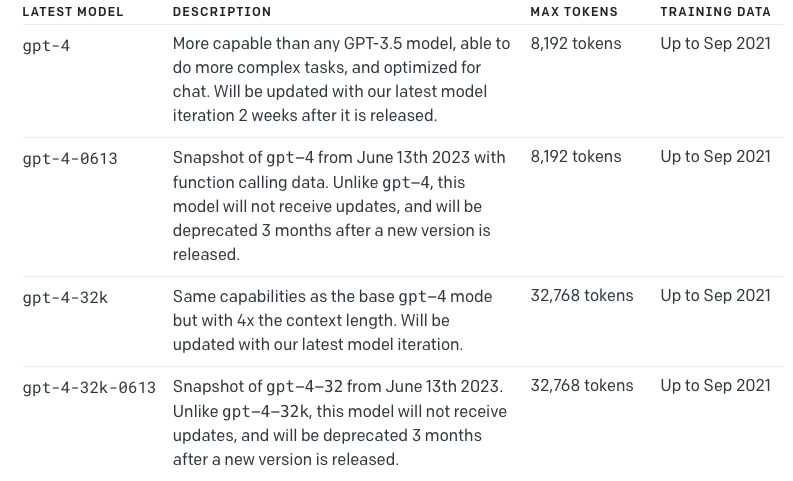 LATEST MODEL DESCRIPTION MAX TOKENS TRAINING DATA
gpt-4 More capable than any GPT-3.5 model, able to 8,192 tokens Up to Sep 2021
do more complex tasks, and optimized for
chat. Will be updated with our latest model
iteration 2 weeks after it is released.
gpt-4-0613 Snapshot of gpt-4 from June 13th 2023 with 8,192 tokens Up to Sep 2021
function calling data. Unlike gpt-4, this
model will not receive updates, and will be
deprecated 3 months after a new version is
released.
gpt-4-32k Same capabilities as the base gpt-4 mode 32,768 tokens Up to Sep 2021
but with 4x the context length. Will be
updated with our latest model iteration.
gpt-4-32k-0613 Snapshot of gpt-4-32 from June 13th 2023. 32,768 tokens Up to Sep 2021
Unlike gpt-4-32k, this model will not receive
updates, and will be deprecated 3 months
after a new version is released.